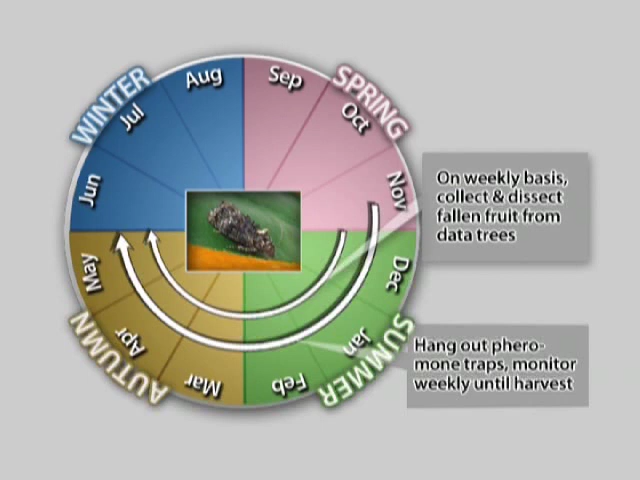 WINTER
SPRING
SUMMER
AUTUMN
Aug
Sep
Oct
Nov
Dec
Jan
Feb
Mar
Apr
May
Jun
Jul
On weekly basis,
collect & dissect
fallen fruit from
data trees
Hang out phero-
mone traps, monitor
weekly until harvest